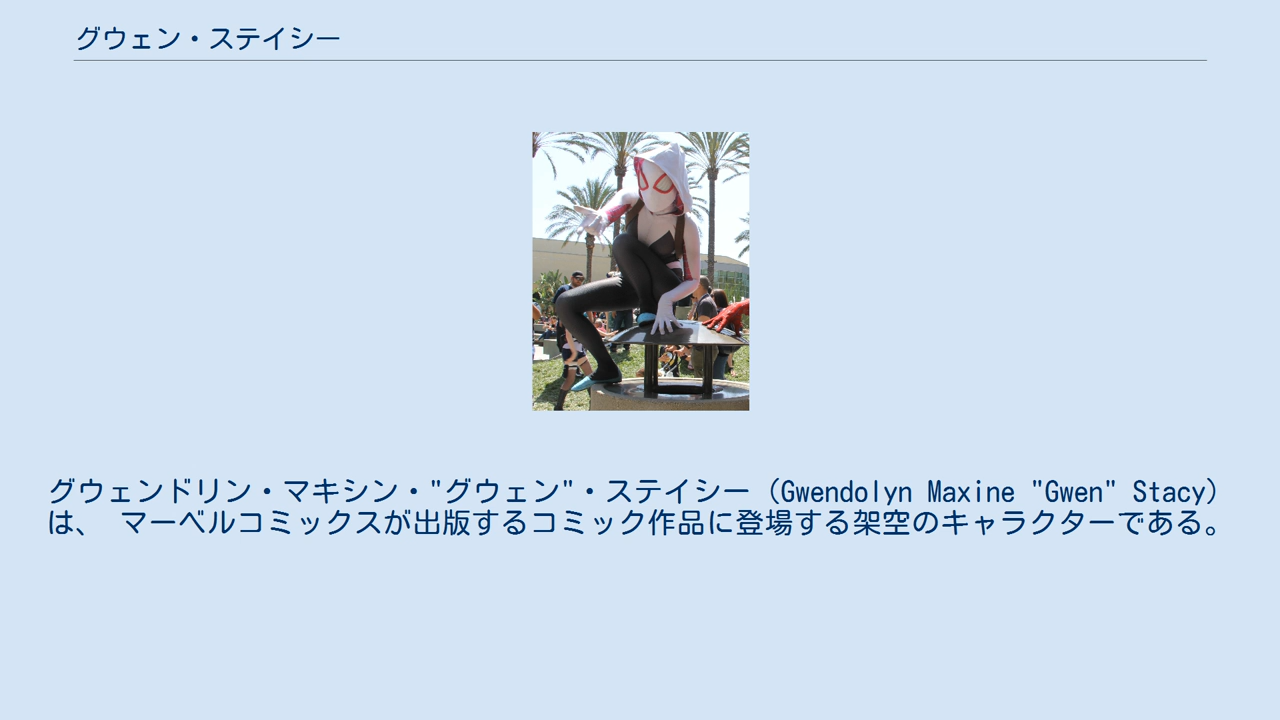 グウェン・ステイシー
グウェンドリン・マキシン・"グウェン"・ステイシー（Gwendolyn Maxine "Gwen" Stacy）
は、 マーベルコミックスが出版するコミック作品に登場する架空のキャラクターである。